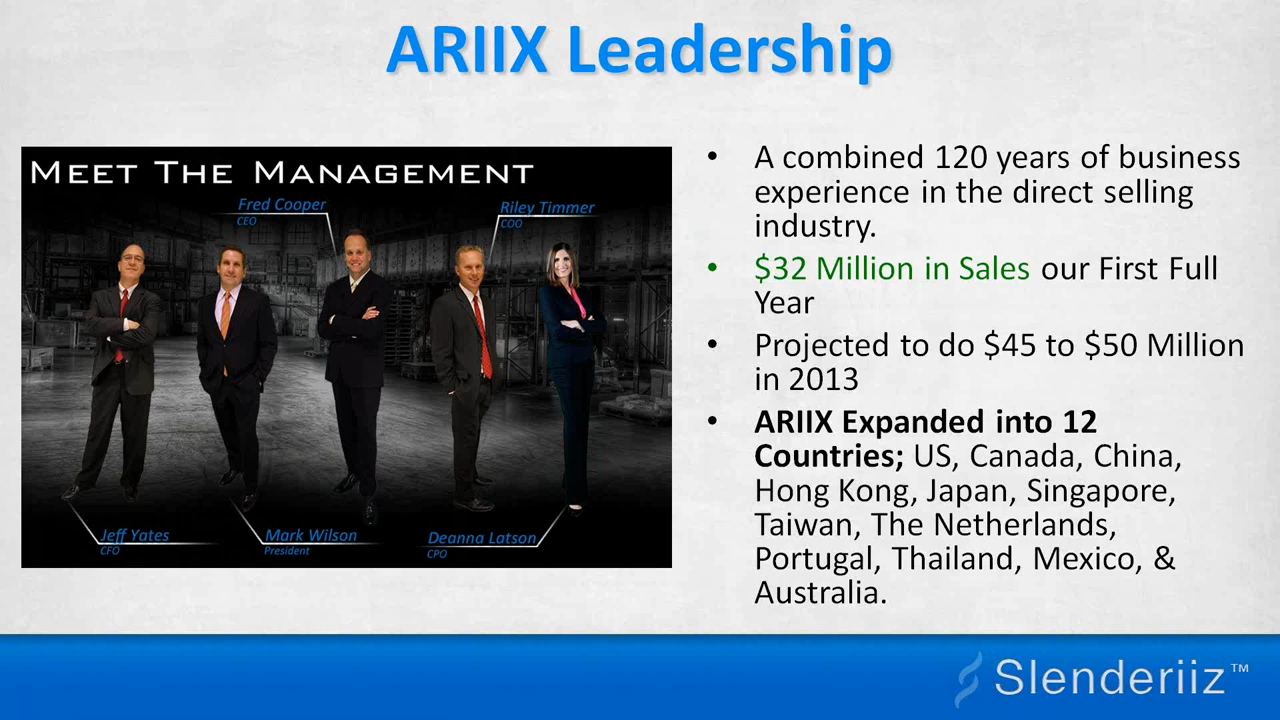 ARIIX Leadership
MEET THE MANAGEMENT
Fred Cooper
CEO
Riley Timmer
COO
Jeff Yates
CFO
Mark Wilson
President
Deanna Latson
CPO
• A combined 120 years of business
experience in the direct selling
industry.
• $32 Million in Sales our First Full
Year
• Projected to do $45 to $50 Million
in 2013
• ARIIX Expanded into 12
Countries; US, Canada, China,
Hong Kong, Japan, Singapore,
Taiwan, The Netherlands,
Portugal, Thailand, Mexico, &
Australia.
Slenderiiz™